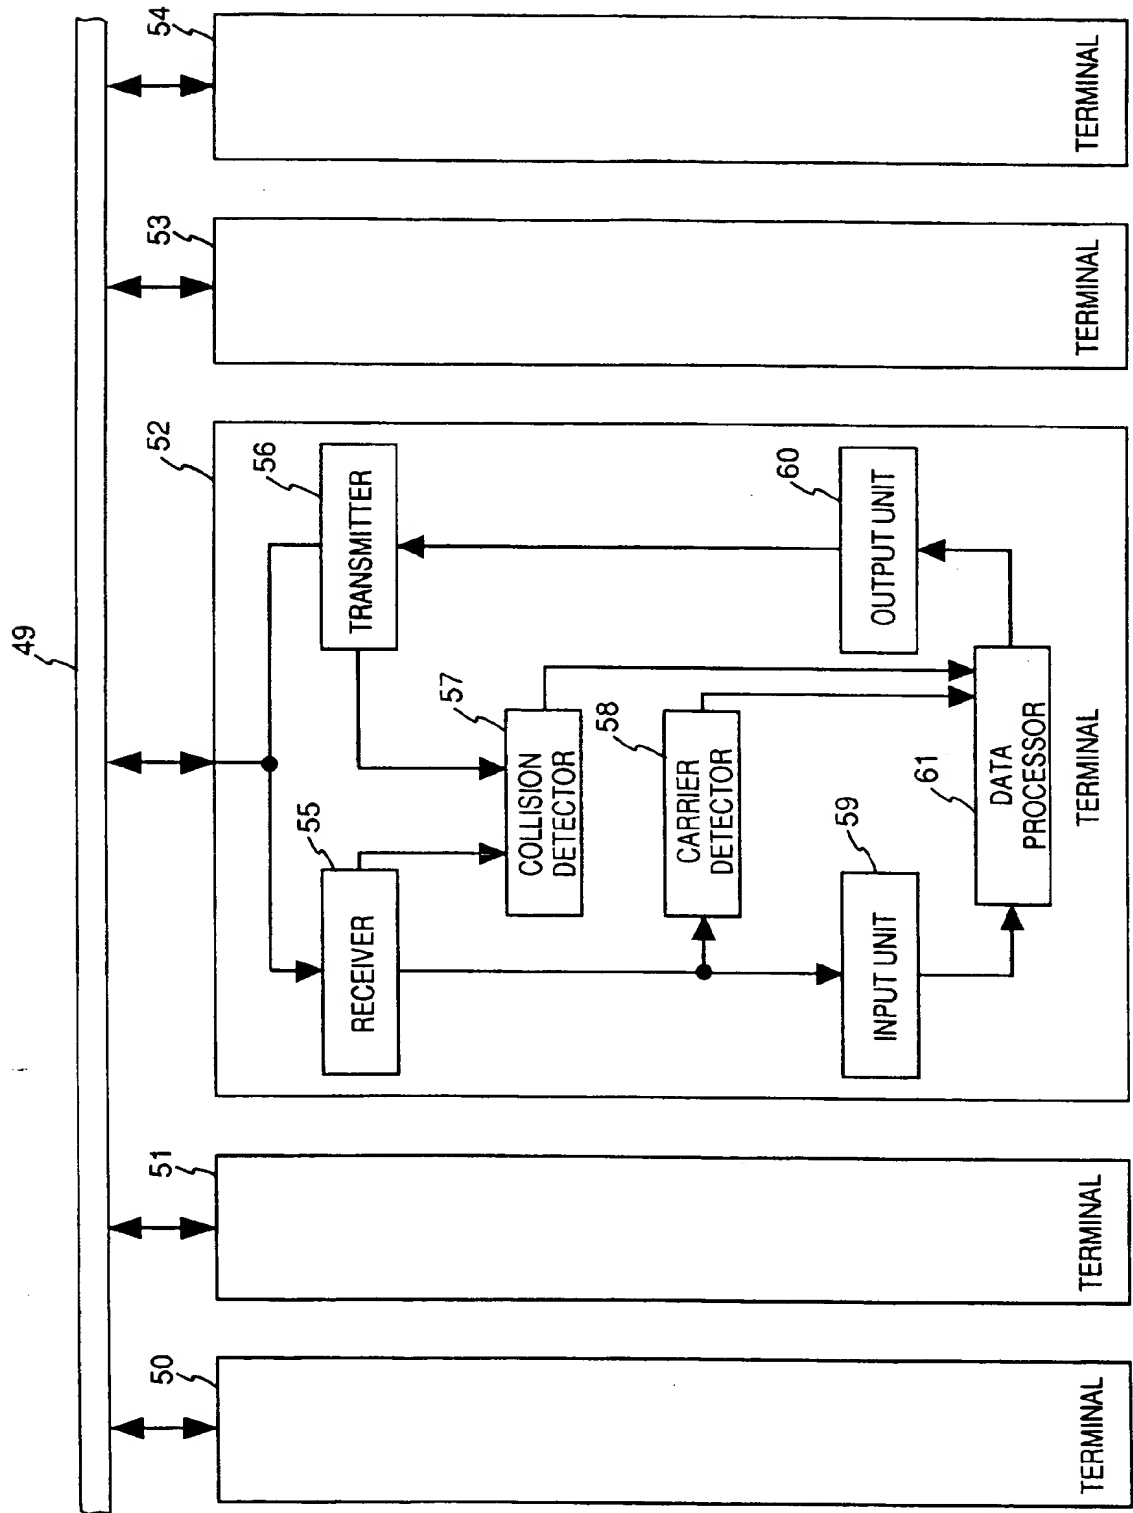 49
50
51
52
53
54
55
RECEIVER
56
TRANSMITTER
57
COLLISION
DETECTOR
58
CARRIER
DETECTOR
59
INPUT UNIT
60
OUTPUT UNIT
61
DATA
PROCESSOR
TERMINAL
TERMINAL
TERMINAL
TERMINAL
TERMINAL